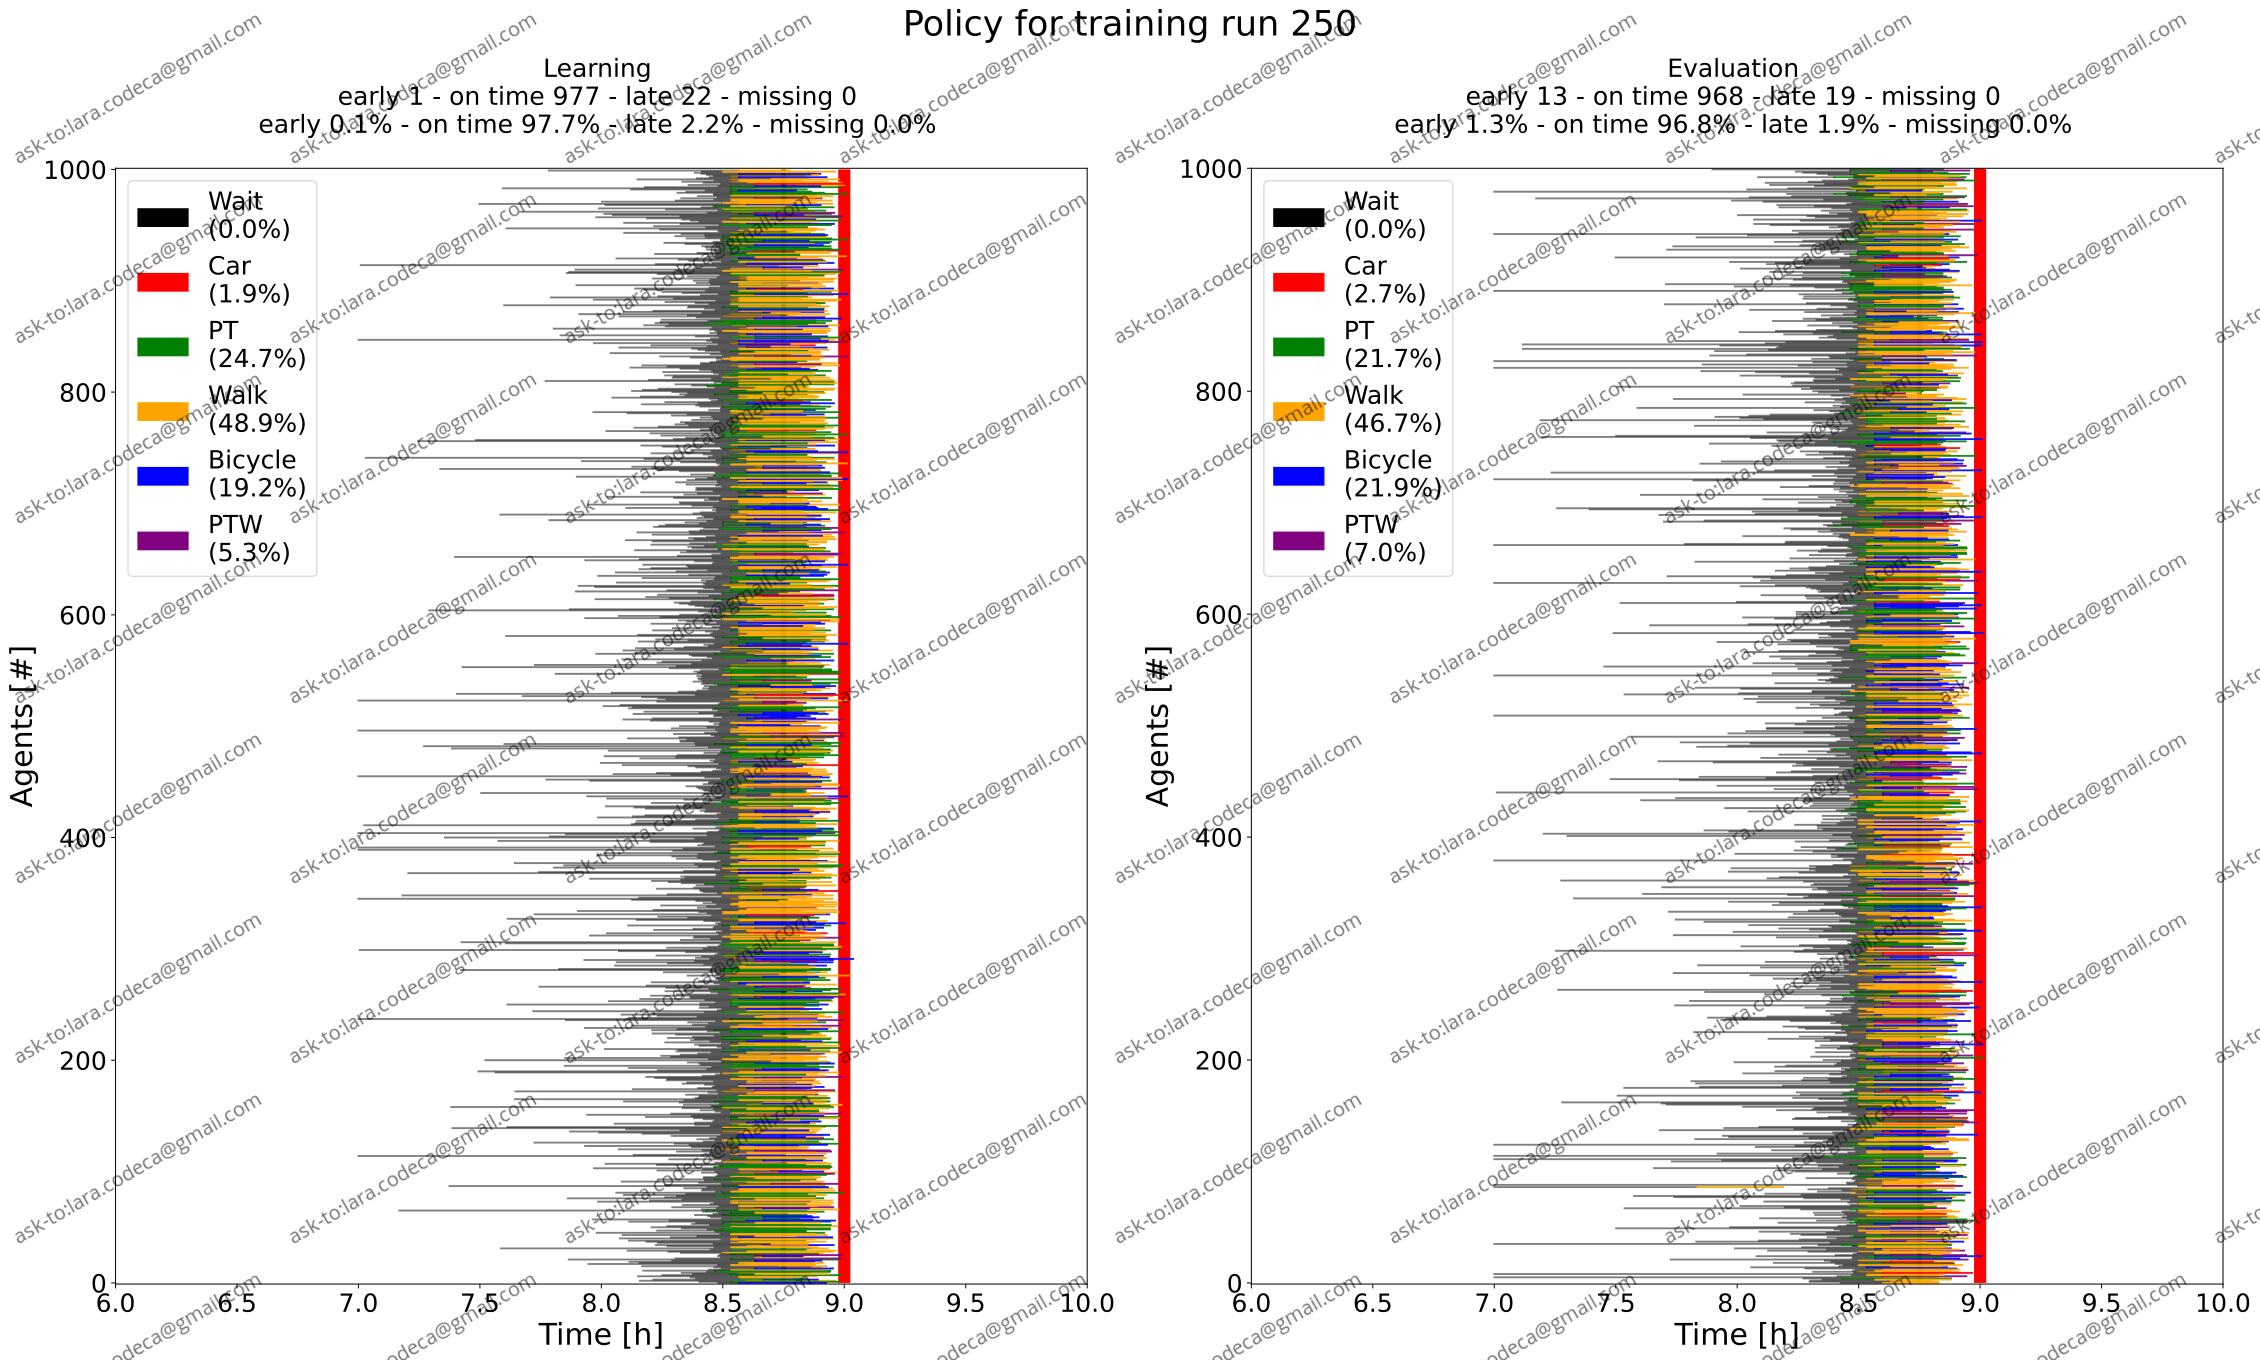 Policy for training run 250
Learning
early 1 - on time 977 - late 22 - missing 0
early 0.1% - on time 97.7% - late 2.2% - missing 0.0%
1000
800
600
400
200
0
Agents [#]
Wait
(0.0%)
Car
(1.9%)
PT
(24.7%)
Walk
(48.9%)
Bicycle
(19.2%)
PTW
(5.3%)
6.0 6.5 7.0 7.5 8.0 8.5 9.0 9.5 10.0
Time [h]
Evaluation
early 13 - on time 968 - late 19 - missing 0
early 1.3% - on time 96.8% - late 1.9% - missing 0.0%
1000
800
600
400
200
0
Agents [#]
Wait
(0.0%)
Car
(2.7%)
PT
(21.7%)
Walk
(46.7%)
Bicycle
(21.9%)
PTW
(7.0%)
6.0 6.5 7.0 7.5 8.0 8.5 9.0 9.5 10.0
Time [h]
ask-to:lara.codeca@gmail.com